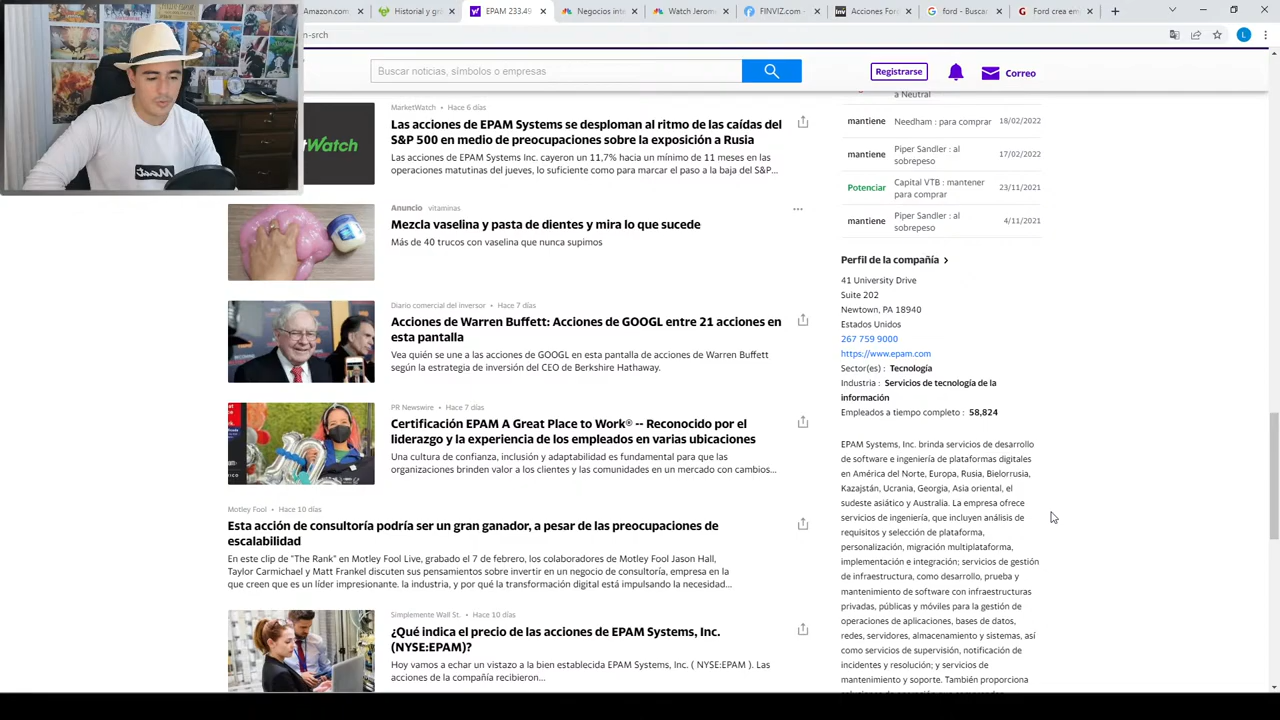 mazon.com
Historial y gr
EPAM 233.49
Negocios inte
Watch Jerom
FINVIZ.com -
Acciones Fore
ford - Buscar
Ford crea em
n-srch
L
Buscar noticias, símbolos o empresas
Registrarse
Correo
MarketWatch • Hace 6 días
Las acciones de EPAM Systems se desploman al ritmo de las caídas del
S&P 500 en medio de preocupaciones sobre la exposición a Rusia
Las acciones de EPAM Systems Inc. cayeron un 11,7% hacia un mínimo de 11 meses en las
operaciones matutinas del jueves, lo suficiente como para marcar el paso a la baja del S&P...
tWatch
Anuncio vitaminas
Mezcla vaselina y pasta de dientes y mira lo que sucede
Más de 40 trucos con vaselina que nunca supimos
Diario comercial del inversor • Hace 7 días
Acciones de Warren Buffett: Acciones de GOOGL entre 21 acciones en
esta pantalla
Vea quién se une a las acciones de GOOGL en esta pantalla de acciones de Warren Buffett
según la estrategia de inversión del CEO de Berkshire Hathaway.
PR Newswire • Hace 7 días
Certificación EPAM A Great Place to Work® -- Reconocido por el
liderazgo y la experiencia de los empleados en varias ubicaciones
Una cultura de confianza, inclusión y adaptabilidad es fundamental para que las
organizaciones brinden valor a los clientes y las comunidades en un mercado con cambios...
Motley Fool • Hace 10 días
Esta acción de consultoría podría ser un gran ganador, a pesar de las preocupaciones de
escalabilidad
En este clip de "The Rank" en Motley Fool Live, grabado el 7 de febrero, los colaboradores de Motley Fool Jason Hall,
Taylor Carmichael y Matt Frankel discuten sus pensamientos sobre invertir en un negocio de consultoría, empresa en la
que creen que es un líder impresionante. la industria, y por qué la transformación digital está impulsando la necesidad...
Simplemente Wall St. • Hace 10 días
¿Qué indica el precio de las acciones de EPAM Systems, Inc.
(NYSE:EPAM)?
Hoy vamos a echar un vistazo a la bien establecida EPAM Systems, Inc. ( NYSE:EPAM ). Las
acciones de la compañía recibieron...
a Neutral
mantiene Needham : para comprar 18/02/2022
mantiene Piper Sandler : al
sobrepeso 17/02/2022
Potenciar Capital VTB : mantener
para comprar 23/11/2021
mantiene Piper Sandler : al
sobrepeso 4/11/2021
Perfil de la compañía
41 University Drive
Suite 202
Newtown, PA 18940
Estados Unidos
267 759 9000
https://www.epam.com
Sector(es) : Tecnología
Industria : Servicios de tecnología de la
información
Empleados a tiempo completo : 58,824
EPAM Systems, Inc. brinda servicios de desarrollo
de software e ingeniería de plataformas digitales
en América del Norte, Europa, Rusia, Bielorrusia,
Kazajstán, Ucrania, Georgia, Asia oriental, el
sudeste asiático y Australia. La empresa ofrece
servicios de ingeniería, que incluyen análisis de
requisitos y selección de plataforma,
personalización, migración multiplataforma,
implementación e integración; servicios de gestión
de infraestructura, como desarrollo, prueba y
mantenimiento de software con infraestructuras
privadas, públicas y móviles para la gestión de
operaciones de aplicaciones, bases de datos,
redes, servidores, almacenamiento y sistemas, así
como servicios de supervisión, notificación de
incidentes y resolución; y servicios de
mantenimiento y soporte. También proporciona